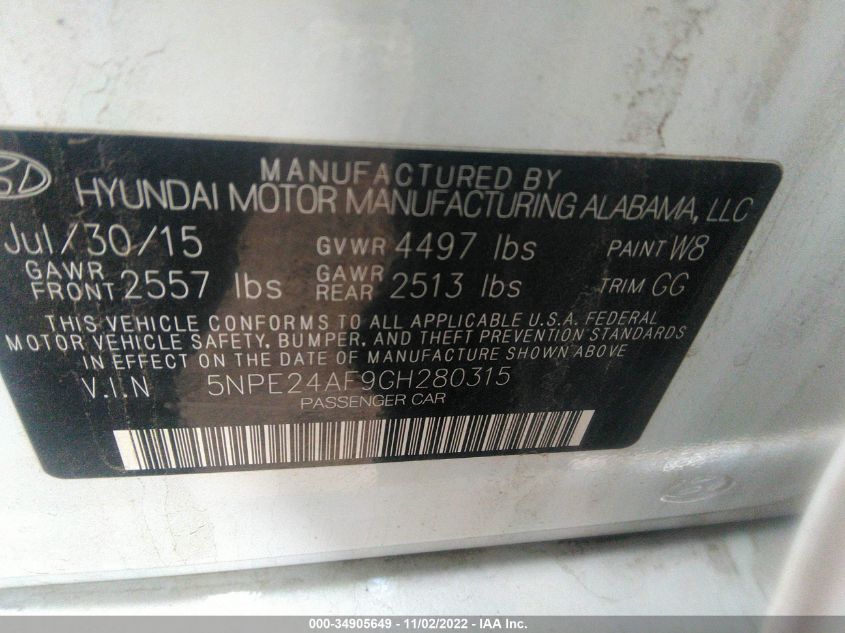 MANUFACTURED BY
HYUNDAI MOTOR MANUFACTURING ALABAMA, LLC
Jul/30/15 GVWR 4497 lbs PAINT W8
GAWR FRONT 2557 lbs GAWR REAR 2513 lbs TRIM GG
THIS VEHICLE CONFORMS TO ALL APPLICABLE U.S.A. FEDERAL
MOTOR VEHICLE SAFETY, BUMPER, AND THEFT PREVENTION STANDARDS
IN EFFECT ON THE DATE OF MANUFACTURE SHOWN ABOVE.
V.I.N 5NPE24AF9GH280315
PASSENGER CAR
000-34905649 - 11/02/2022 - IAA Inc.